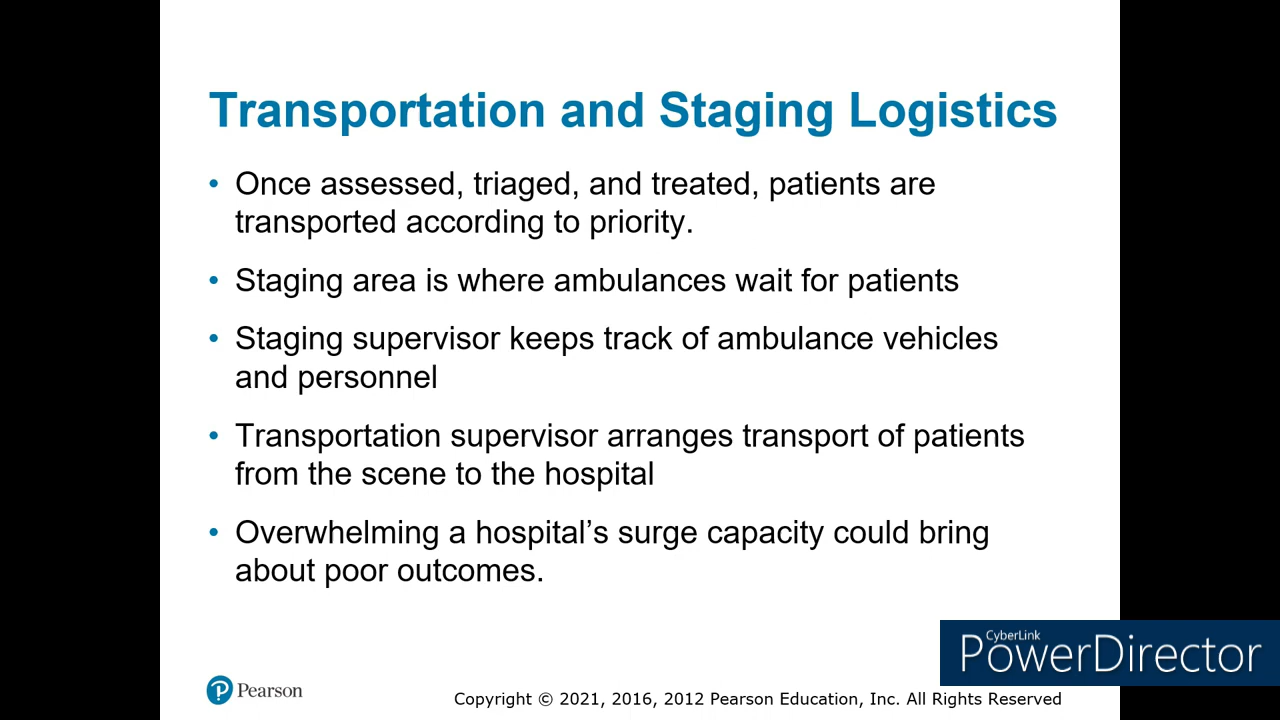 Transportation and Staging Logistics
• Once assessed, triaged, and treated, patients are
transported according to priority.
• Staging area is where ambulances wait for patients
• Staging supervisor keeps track of ambulance vehicles
and personnel
• Transportation supervisor arranges transport of patients
from the scene to the hospital
• Overwhelming a hospital’s surge capacity could bring
about poor outcomes.
CyberLink
PowerDirector
P Pearson
Copyright © 2021, 2016, 2012 Pearson Education, Inc. All Rights Reserved